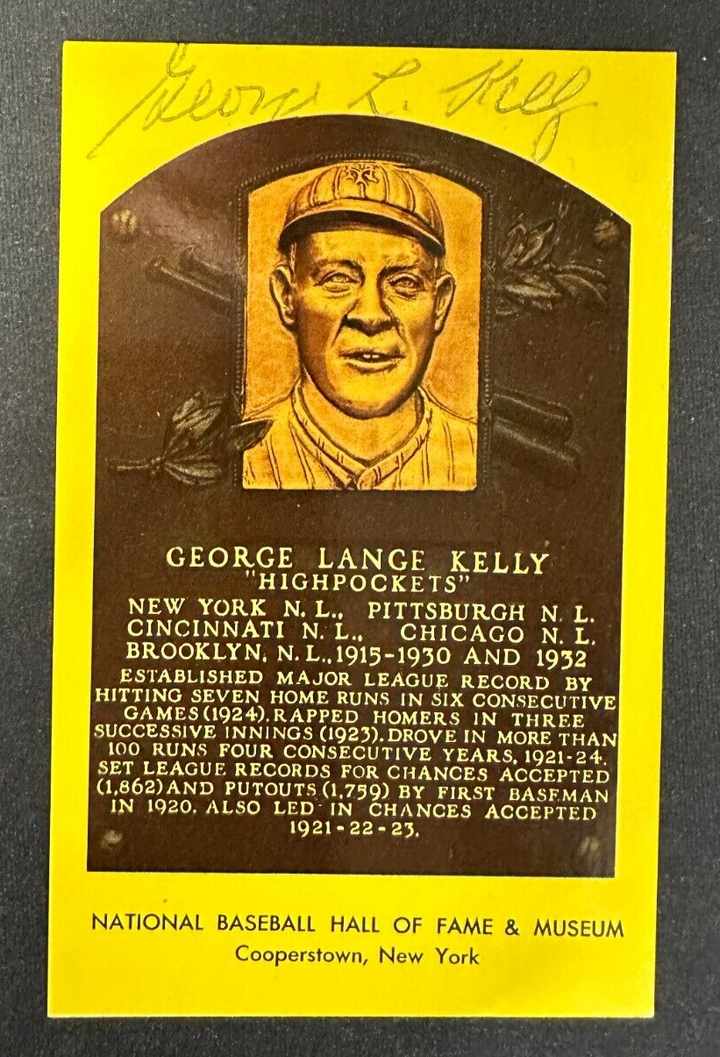 George L. Kelly
GEORGE LANGE KELLY
"HIGHPOCKETS"
NEW YORK N. L., PITTSBURGH N. L.
CINCINNATI N. L., CHICAGO N. L.
BROOKLYN, N. L., 1915-1930 AND 1932
ESTABLISHED MAJOR LEAGUE RECORD BY
HITTING SEVEN HOME RUNS IN SIX CONSECUTIVE
GAMES (1924). RAPPED HOMERS IN THREE
SUCCESSIVE INNINGS (1923). DROVE IN MORE THAN
100 RUNS FOUR CONSECUTIVE YEARS, 1921-24.
SET LEAGUE RECORDS FOR CHANCES ACCEPTED
(1,862) AND PUTOUTS (1,759) BY FIRST BASEMAN
IN 1920. ALSO LED IN CHANCES ACCEPTED
1921-22-23.
NATIONAL BASEBALL HALL OF FAME & MUSEUM
Cooperstown, New York